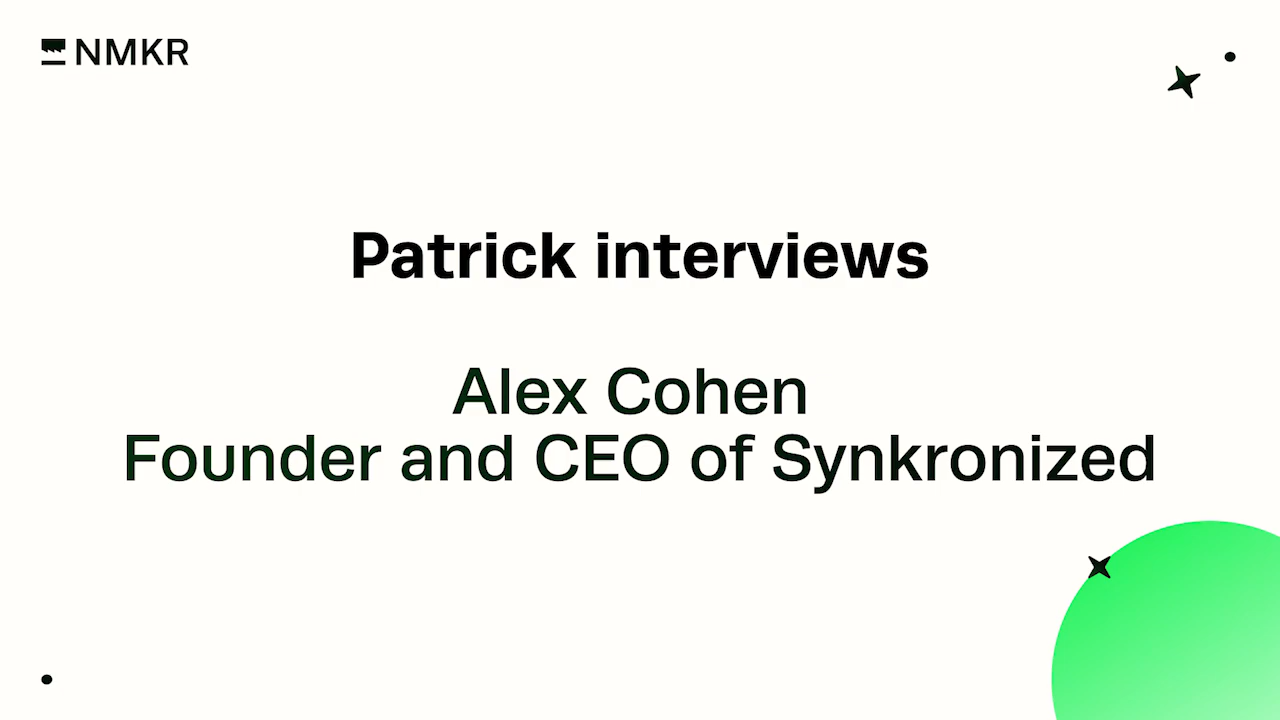 NMKR
Patrick interviews
Alex Cohen
Founder and CEO of Synkronized